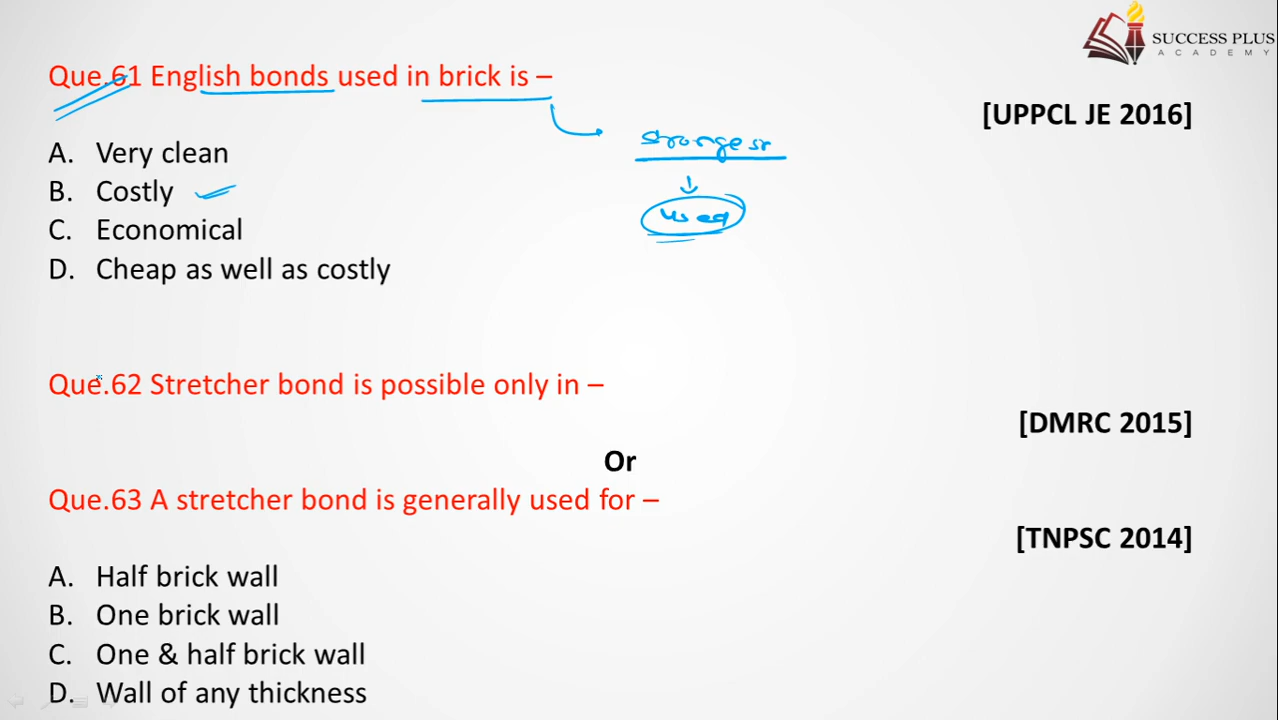 SUCCESS PLUS
ACADEMY
Que.61 English bonds used in brick is –
[UPPCL JE 2016]
strongest
A. Very clean
B. Costly
used
C. Economical
D. Cheap as well as costly
Que.62 Stretcher bond is possible only in –
[DMRC 2015]
Or
Que.63 A stretcher bond is generally used for –
[TNPSC 2014]
A. Half brick wall
B. One brick wall
C. One & half brick wall
D. Wall of any thickness